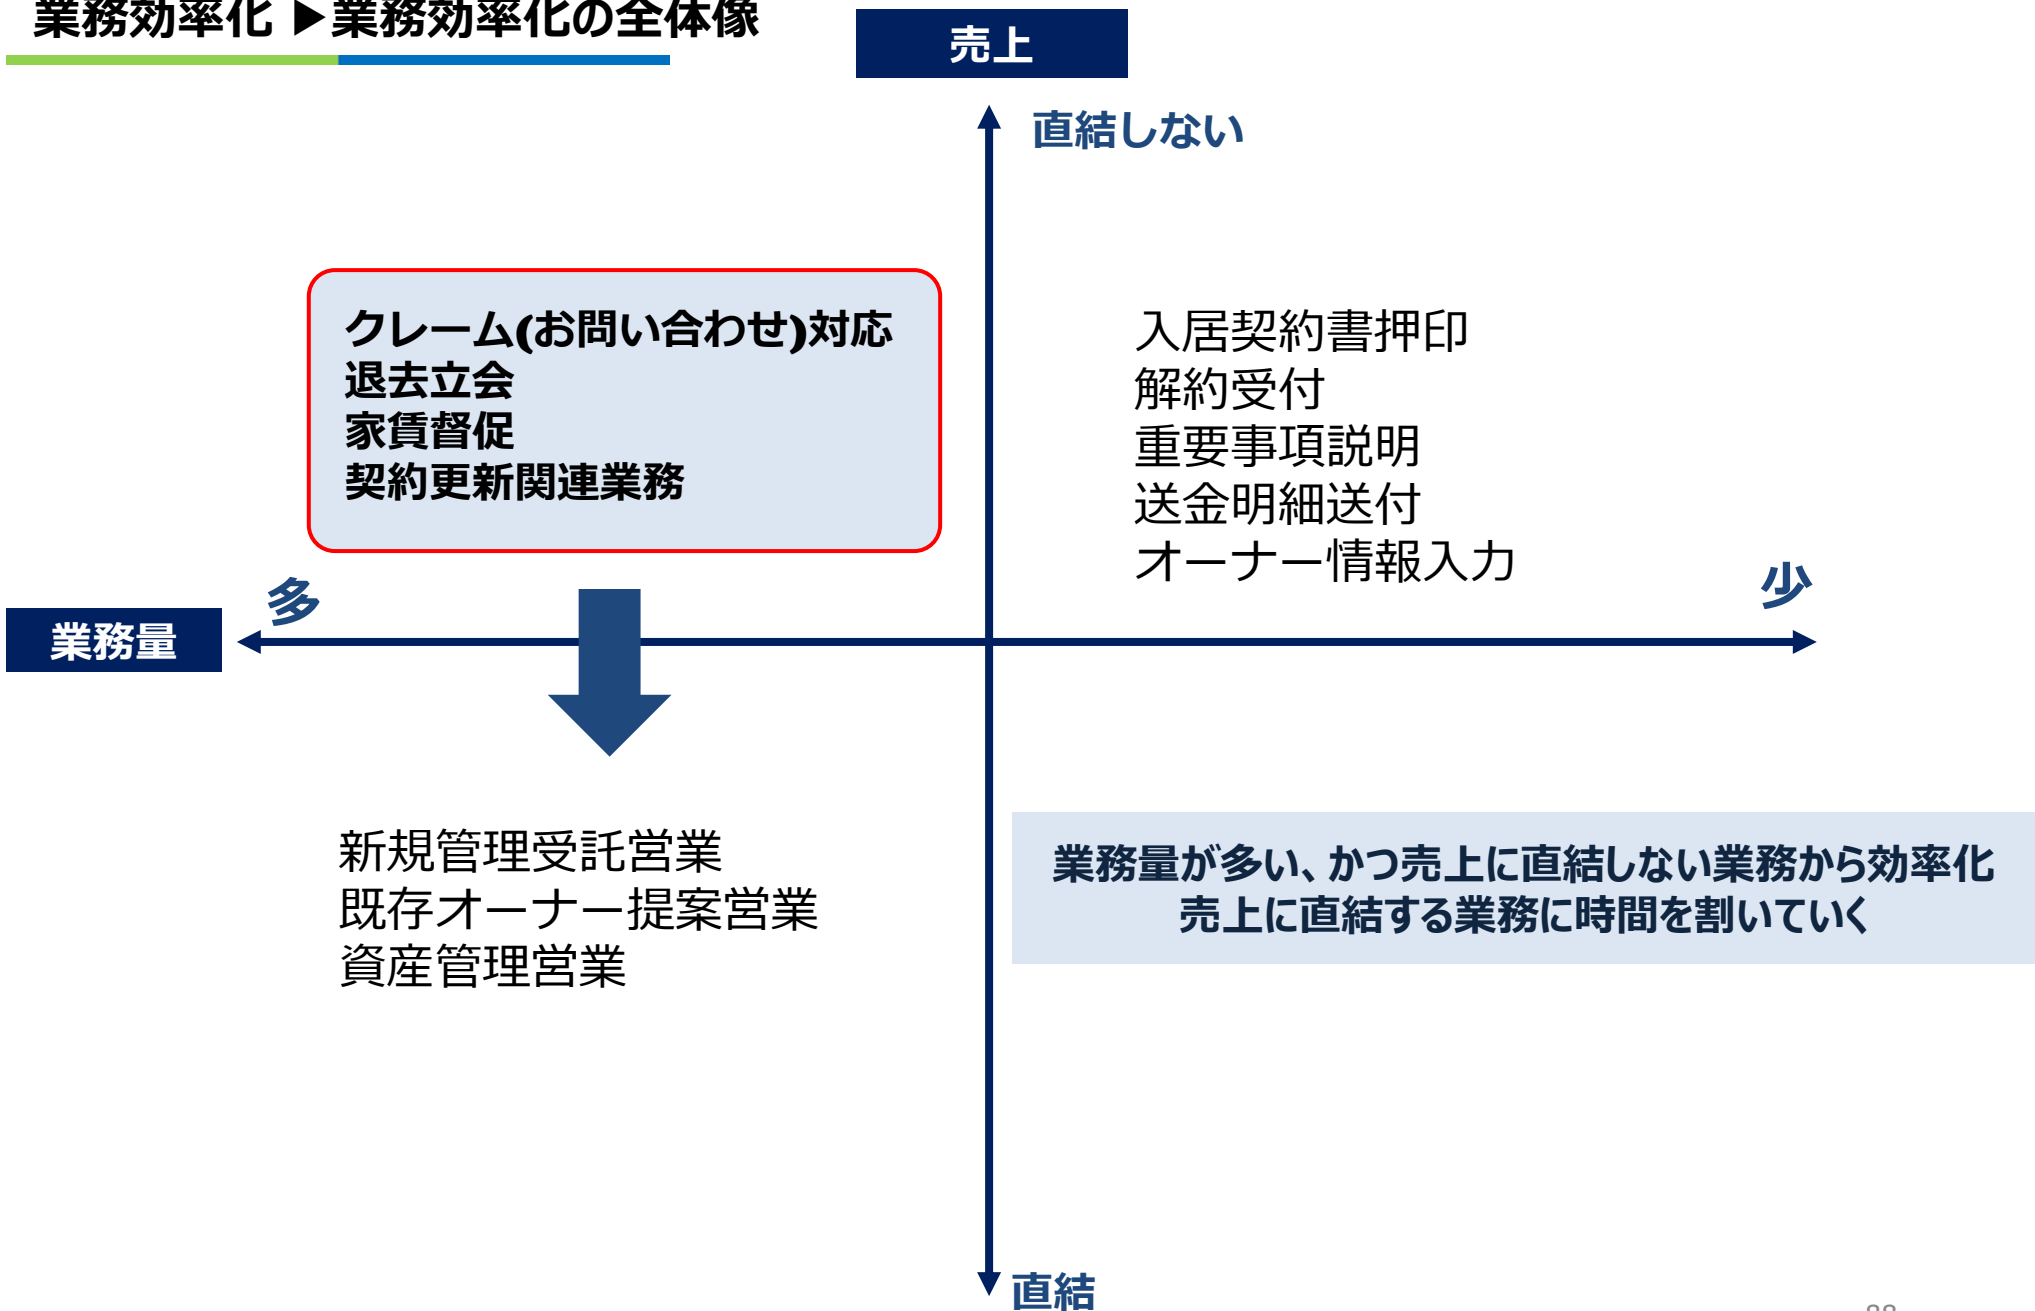 業務効率化 ▶業務効率化の全体像
売上
直結しない
クレーム(お問い合わせ)対応
退去立会
家賃督促
契約更新関連業務
入居契約書押印
解約受付
重要事項説明
送金明細送付
オーナー情報入力
多
少
業務量
新規管理受託営業
既存オーナー提案営業
資産管理営業
業務量が多い、かつ売上に直結しない業務から効率化
売上に直結する業務に時間を割いていく
直結